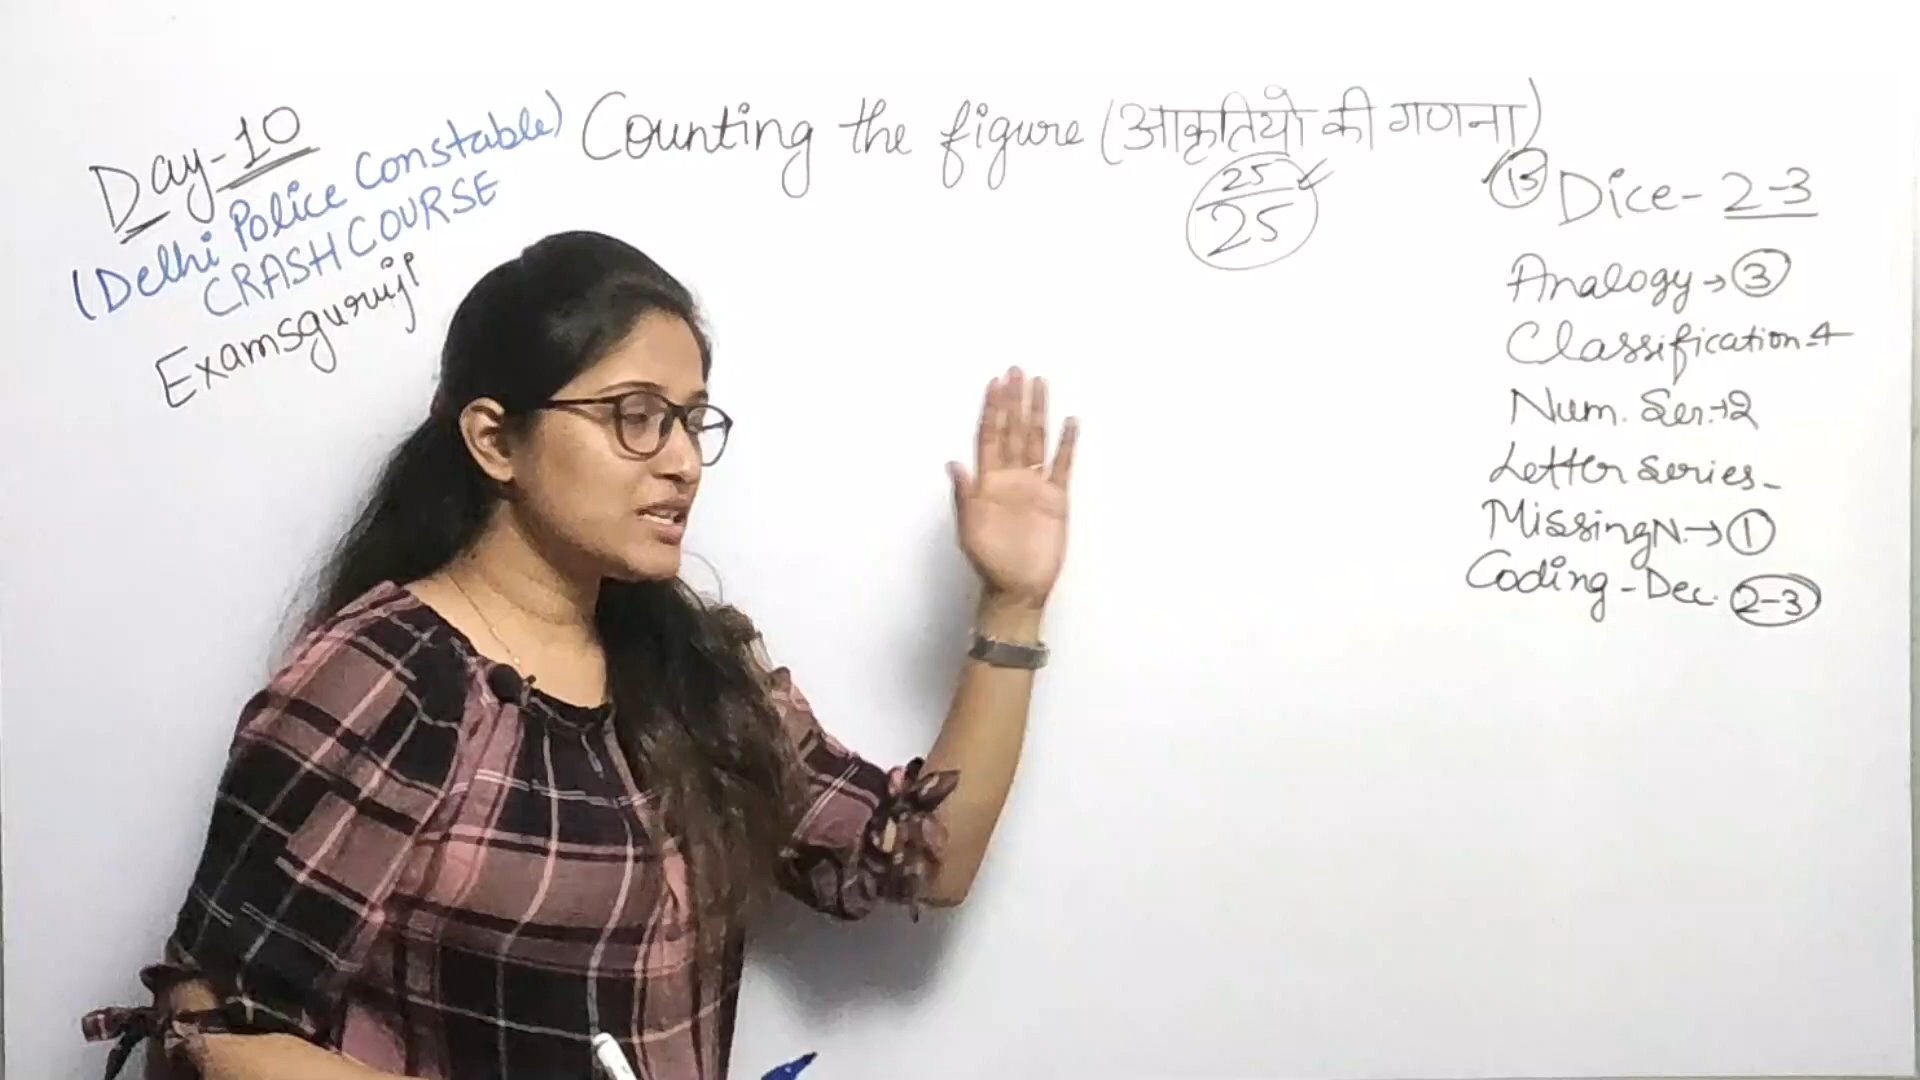 Day-10
(Delhi Police Constable)
CRASH COURSE
Examsguruji
Counting the figure (आकृतियो की गणना)
25
25
15 Dice- 2-3
Analogy → 3
Classification-4
Num. Ser.→2
Letter series-
Missing N.→ 1
Coding-Dec. 2-3